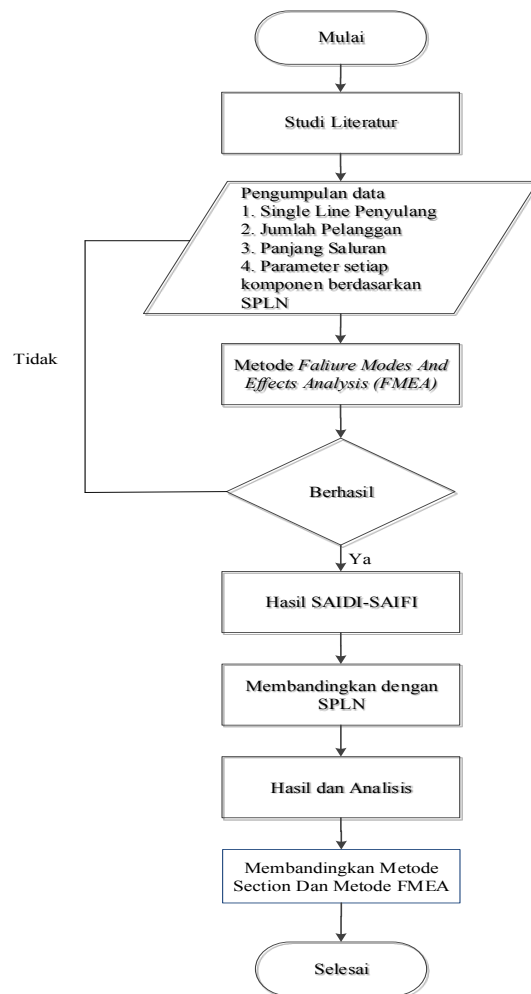 Mulai
Studi Literatur
Pengumpulan data
1. Single Line Penyulang
2. Jumlah Pelanggan
3. Panjang Saluran
4. Parameter setiap
komponen berdasarkan
SPLN
Tidak
Metode Faliure Modes And
Effects Analysis (FMEA)
Berhasil
Ya
Hasil SAIDI-SAIFI
Membandingkan dengan
SPLN
Hasil dan Analisis
Membandingkan Metode
Section Dan Metode FMEA
Selesai